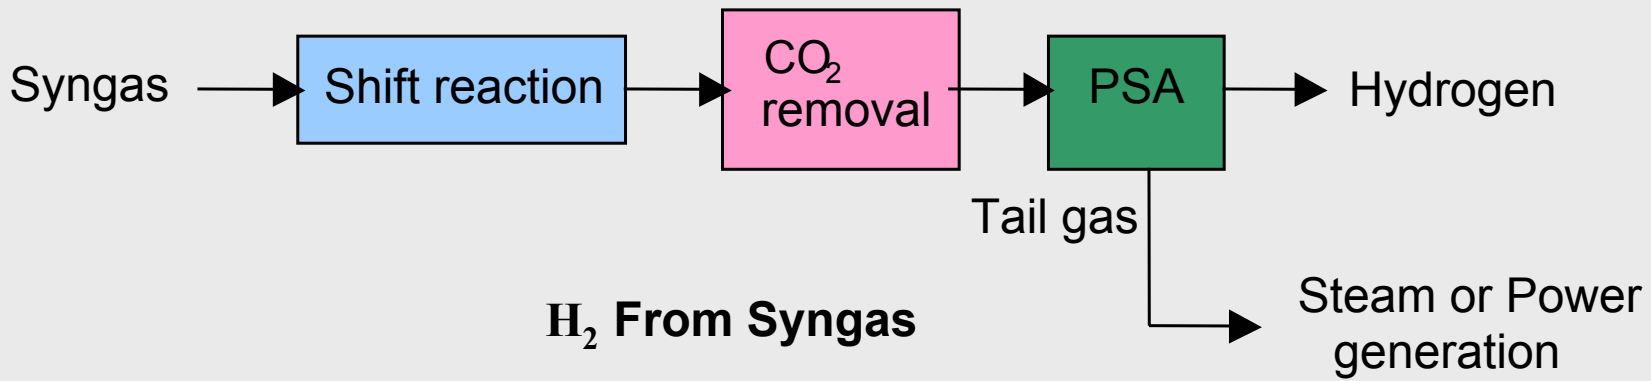 Syngas
Shift reaction
CO₂
removal
PSA
Hydrogen
Tail gas
Steam or Power
generation
H₂ From Syngas